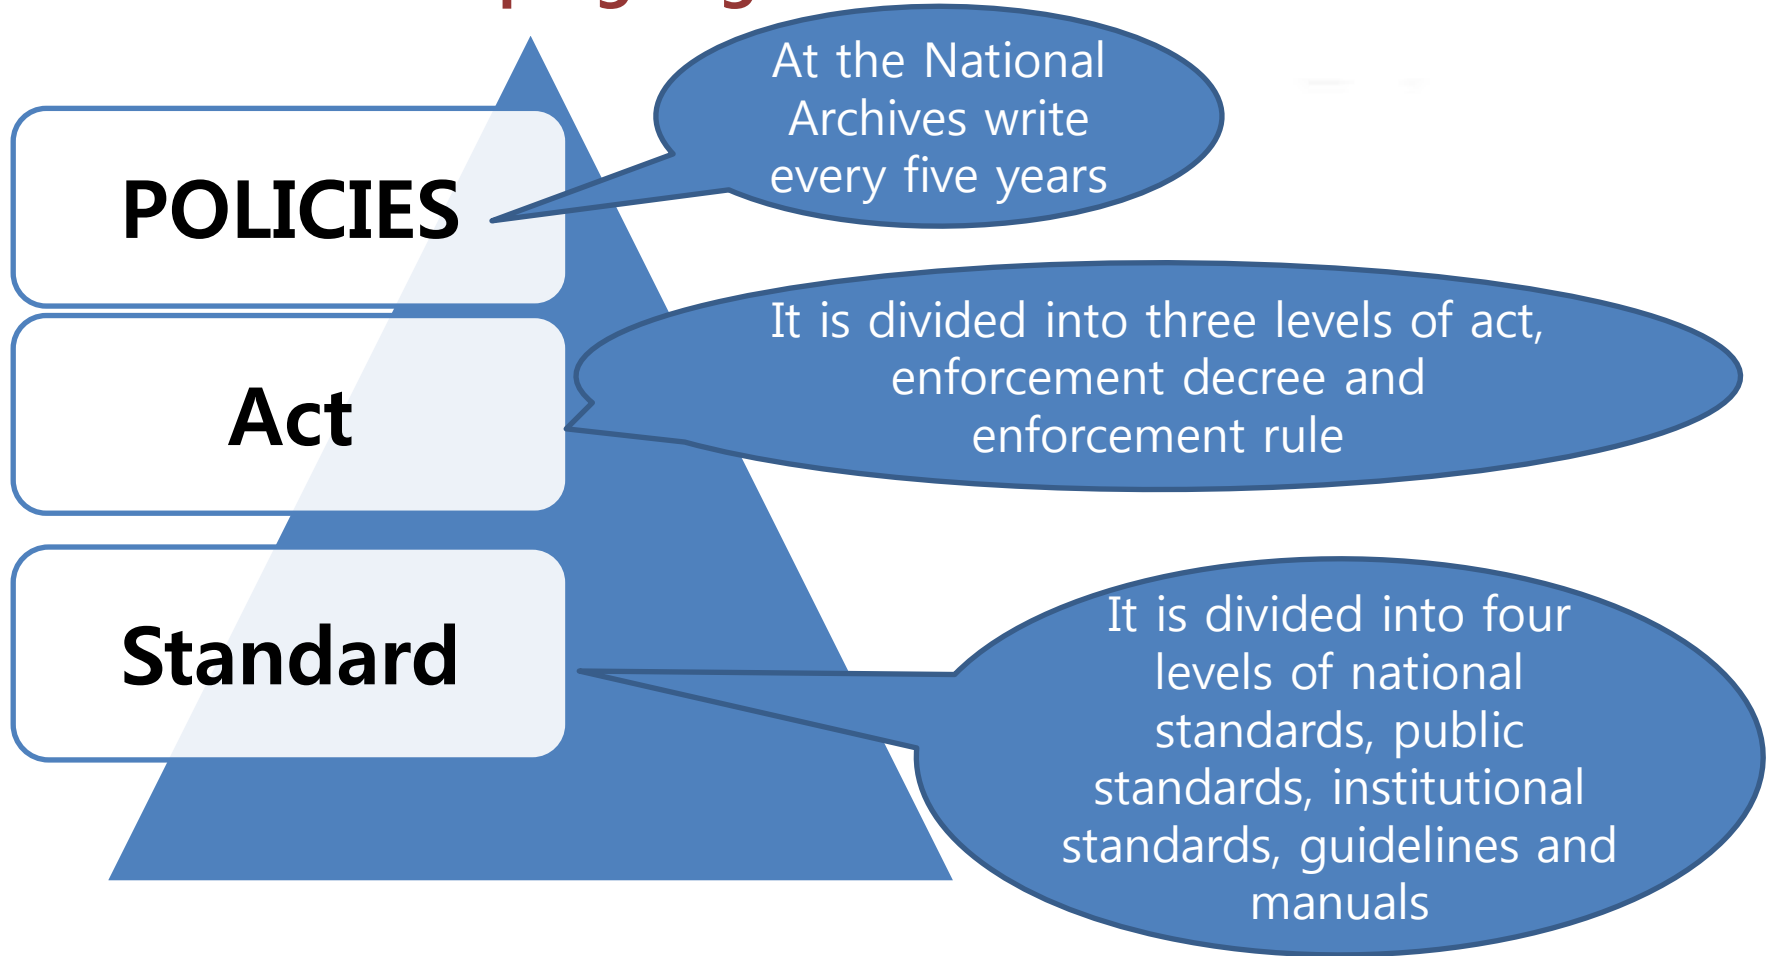 POLICIES
At the National
Archives write
every five years
Act
It is divided into three levels of act,
enforcement decree and
enforcement rule
Standard
It is divided into four
levels of national
standards, public
standards, institutional
standards, guidelines and
manuals